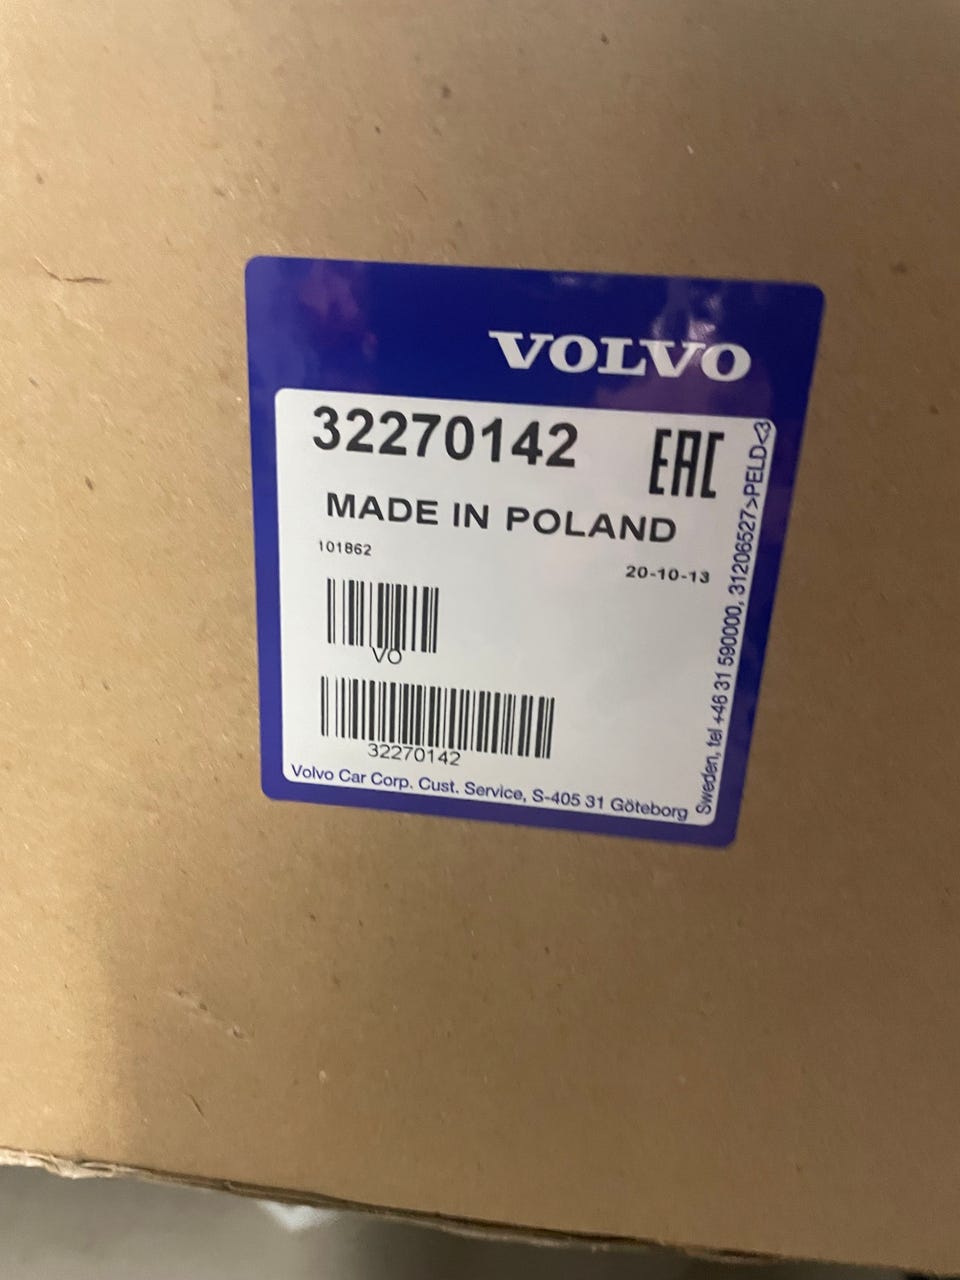 VOLVO
32270142
EAC
MADE IN POLAND
101862
20-10-13
VO
32270142
Volvo Car Corp. Cust. Service, S-405 31 Göteborg
Sweden, tel +46 31 590000, 31206527>PELD<3